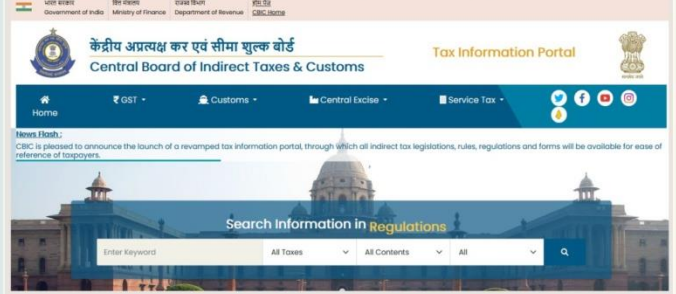 भारत सरकार वित्त मंत्रालय राजस्व विभाग होम पेज
Government of India Ministry of Finance Department of Revenue CBIC Home
केंद्रीय अप्रत्यक्ष कर एवं सीमा शुल्क बोर्ड
Central Board of Indirect Taxes & Customs
Tax Information Portal
Home ₹ GST Customs Central Excise Service Tax
News Flash :
CBIC is pleased to announce the launch of a revamped tax information portal, through which all indirect tax legislations, rules, regulations and forms will be available for ease of
reference of taxpayers.
Search Information in Regulations
Enter Keyword All Taxes All Contents All